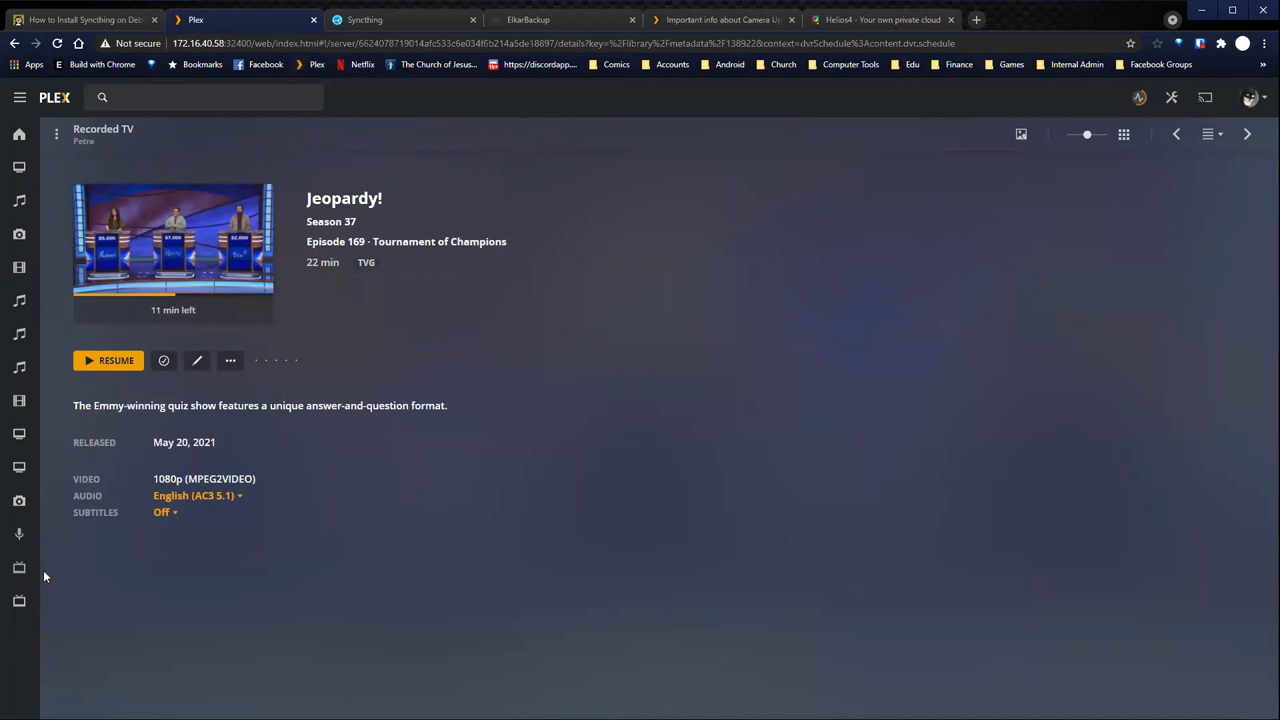 How to Install Syncthing on Deb
Plex
Syncthing
ElkarBackup
Important info about Camera Up
Helios4 - Your own private cloud
Not secure 172.16.40.58:32400/web/index.html#!/server/6624078719014afc533c6e034f6b214a5de18897/details?key=%2Flibrary%2Fmetadata%2F138922&context=dvrSchedule%3Acontent.dvr.schedule
Apps
Build with Chrome
Bookmarks
Facebook
Plex
Netflix
The Church of Jesus...
https://discordapp....
Comics
Accounts
Android
Church
Computer Tools
Edu
Finance
Games
Internal Admin
Facebook Groups
»
PLEX
Recorded TV
Petra
Jeopardy!
Season 37
Episode 169 · Tournament of Champions
22 min TVG
11 min left
RESUME
The Emmy-winning quiz show features a unique answer-and-question format.
RELEASED May 20, 2021
VIDEO 1080p (MPEG2VIDEO)
AUDIO English (AC3 5.1)
SUBTITLES Off